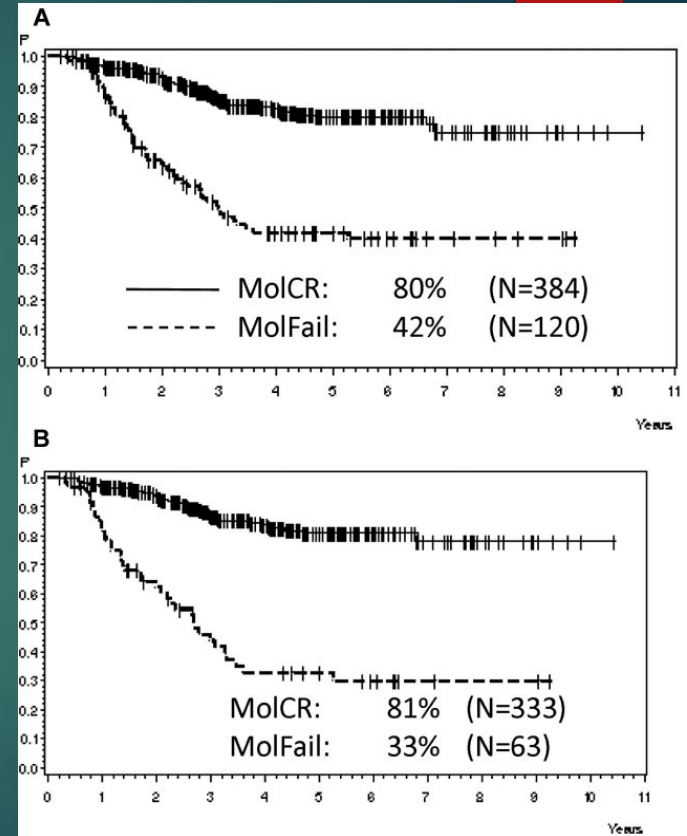 A
P
1.0
0.9
0.8
0.7
0.6
0.5
0.4
0.3
0.2
0.1
0.0
MolCR: 80% (N=384)
MolFail: 42% (N=120)
0 1 2 3 4 5 6 7 8 9 10 11
Years
B
P
1.0
0.9
0.8
0.7
0.6
0.5
0.4
0.3
0.2
0.1
0.0
MolCR: 81% (N=333)
MolFail: 33% (N=63)
0 1 2 3 4 5 6 7 8 9 10 11
Years